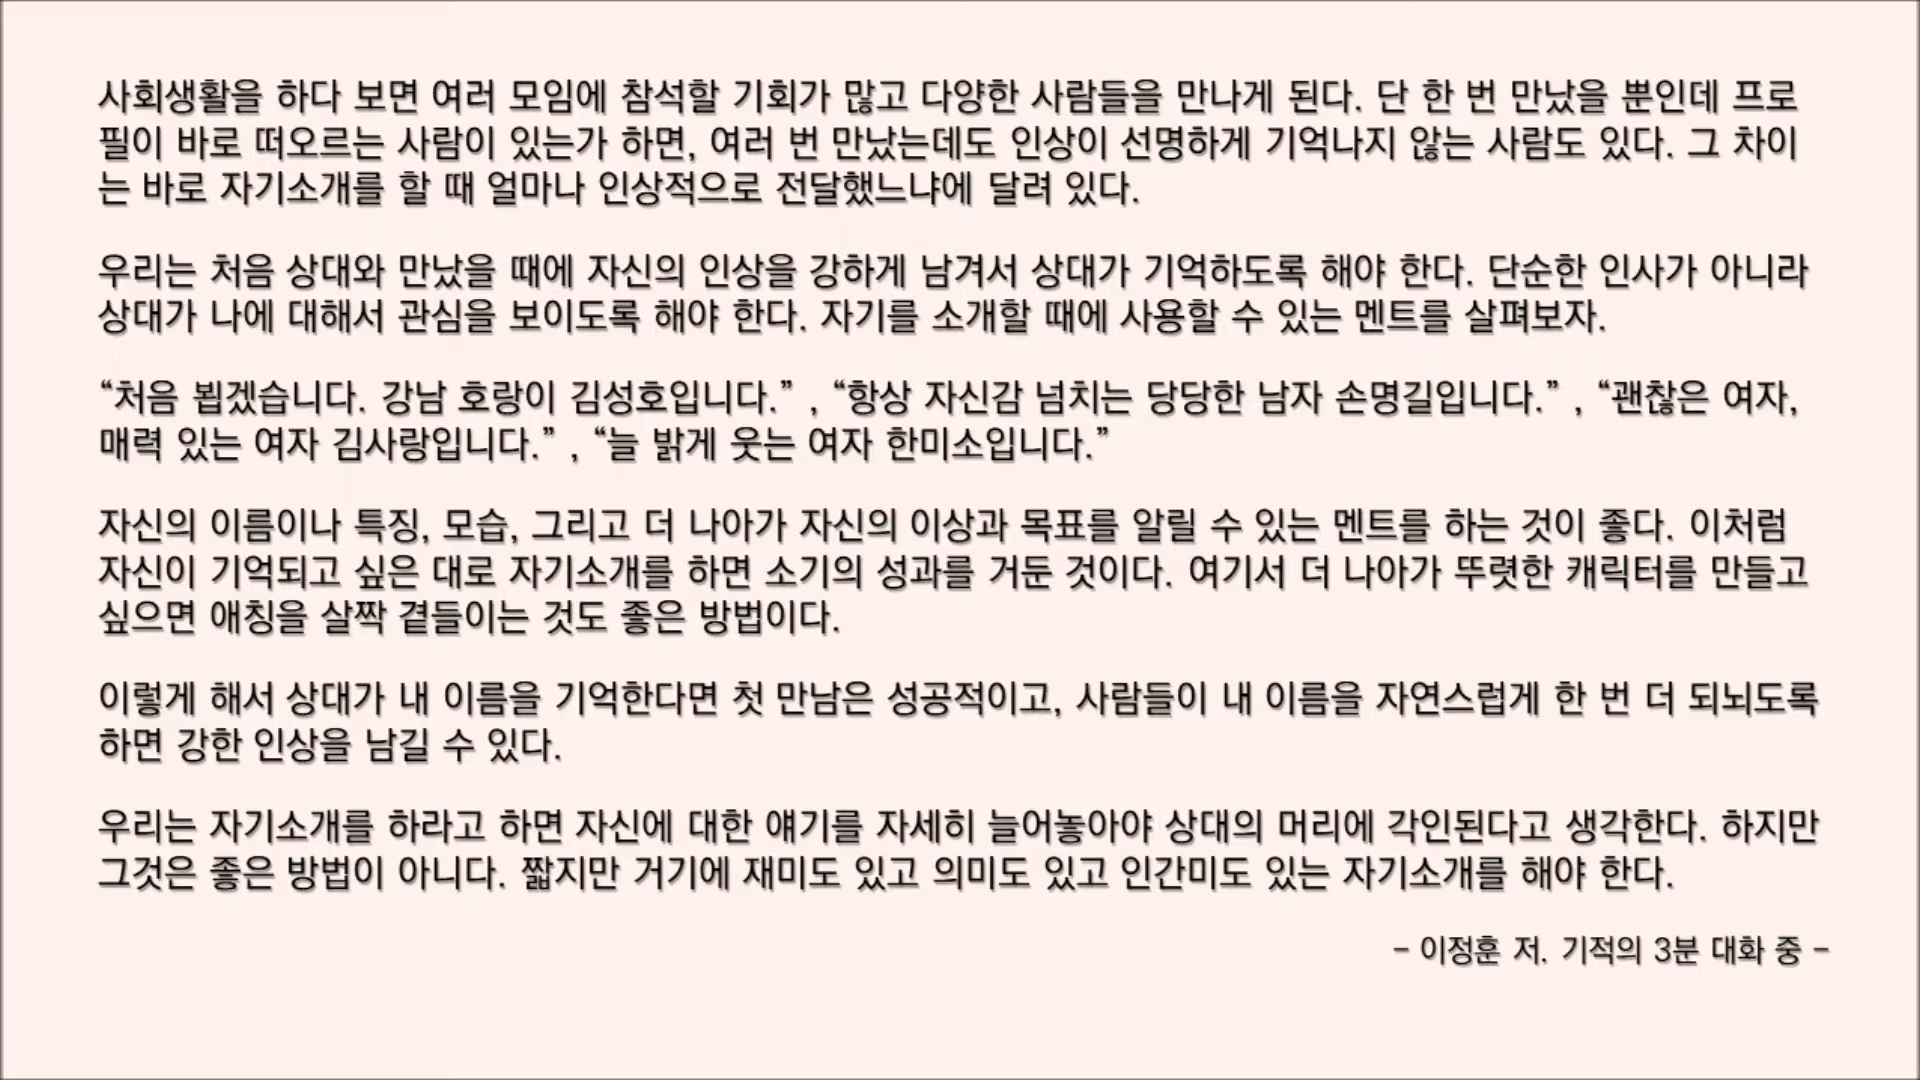 사회생활을 하다 보면 여러 모임에 참석할 기회가 많고 다양한 사람들을 만나게 된다. 단 한 번 만났을 뿐인데 프로
필이 바로 떠오르는 사람이 있는가 하면, 여러 번 만났는데도 인상이 선명하게 기억나지 않는 사람도 있다. 그 차이
는 바로 자기소개를 할 때 얼마나 인상적으로 전달했느냐에 달려 있다.
우리는 처음 상대와 만났을 때에 자신의 인상을 강하게 남겨서 상대가 기억하도록 해야 한다. 단순한 인사가 아니라
상대가 나에 대해서 관심을 보이도록 해야 한다. 자기를 소개할 때에 사용할 수 있는 멘트를 살펴보자.
“처음 뵙겠습니다. 강남 호랑이 김성호입니다.” , “항상 자신감 넘치는 당당한 남자 손명길입니다.” , “괜찮은 여자,
매력 있는 여자 김사랑입니다.” , “늘 밝게 웃는 여자 한미소입니다.”
자신의 이름이나 특징, 모습, 그리고 더 나아가 자신의 이상과 목표를 알릴 수 있는 멘트를 하는 것이 좋다. 이처럼
자신이 기억되고 싶은 대로 자기소개를 하면 소기의 성과를 거둔 것이다. 여기서 더 나아가 뚜렷한 캐릭터를 만들고
싶으면 애칭을 살짝 곁들이는 것도 좋은 방법이다.
이렇게 해서 상대가 내 이름을 기억한다면 첫 만남은 성공적이고, 사람들이 내 이름을 자연스럽게 한 번 더 되뇌도록
하면 강한 인상을 남길 수 있다.
우리는 자기소개를 하라고 하면 자신에 대한 얘기를 자세히 늘어놓아야 상대의 머리에 각인된다고 생각한다. 하지만
그것은 좋은 방법이 아니다. 짧지만 거기에 재미도 있고 의미도 있고 인간미도 있는 자기소개를 해야 한다.
- 이정훈 저. 기적의 3분 대화 중 -